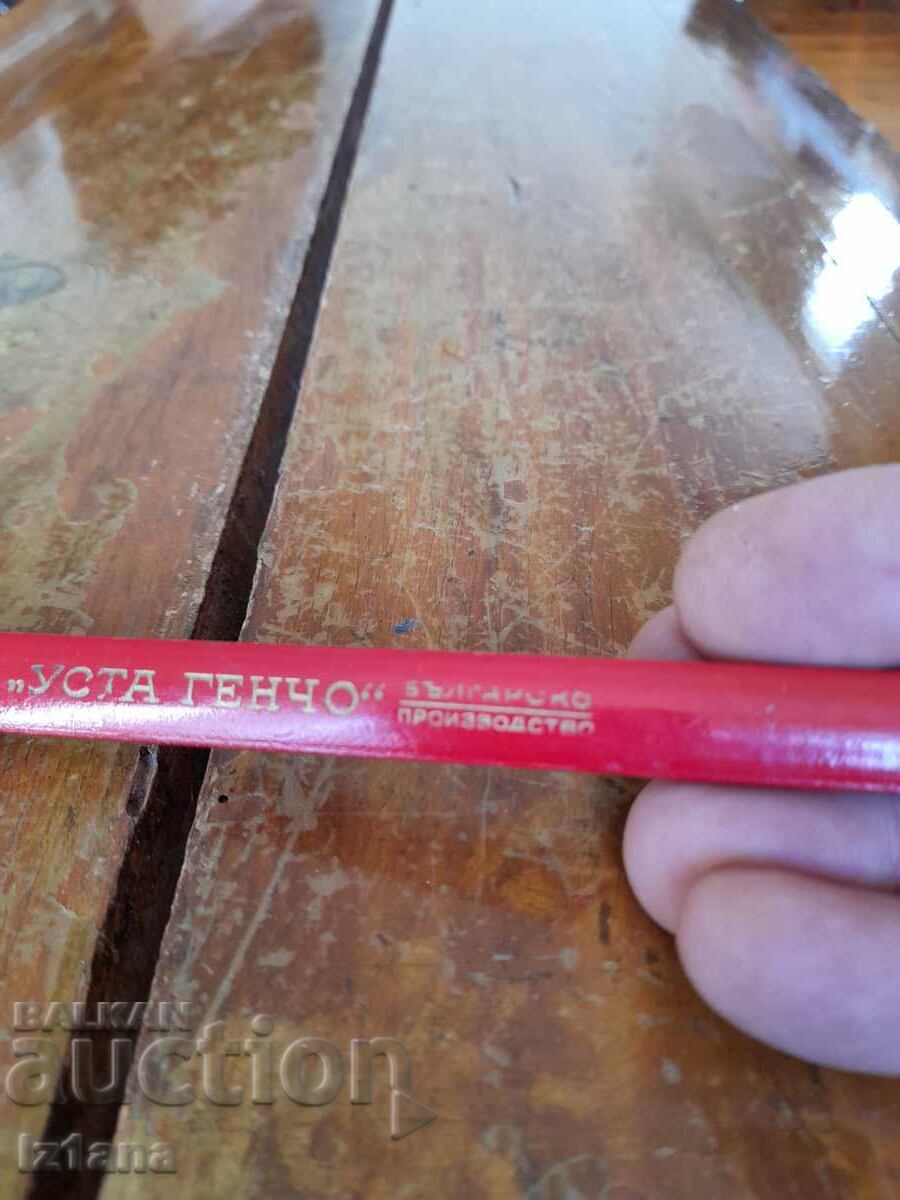 „УСТА ГЕНЧО“ БЪЛГАРСКО
ПРОИЗВОДСТВО
BALKAN
auction
iz1ana